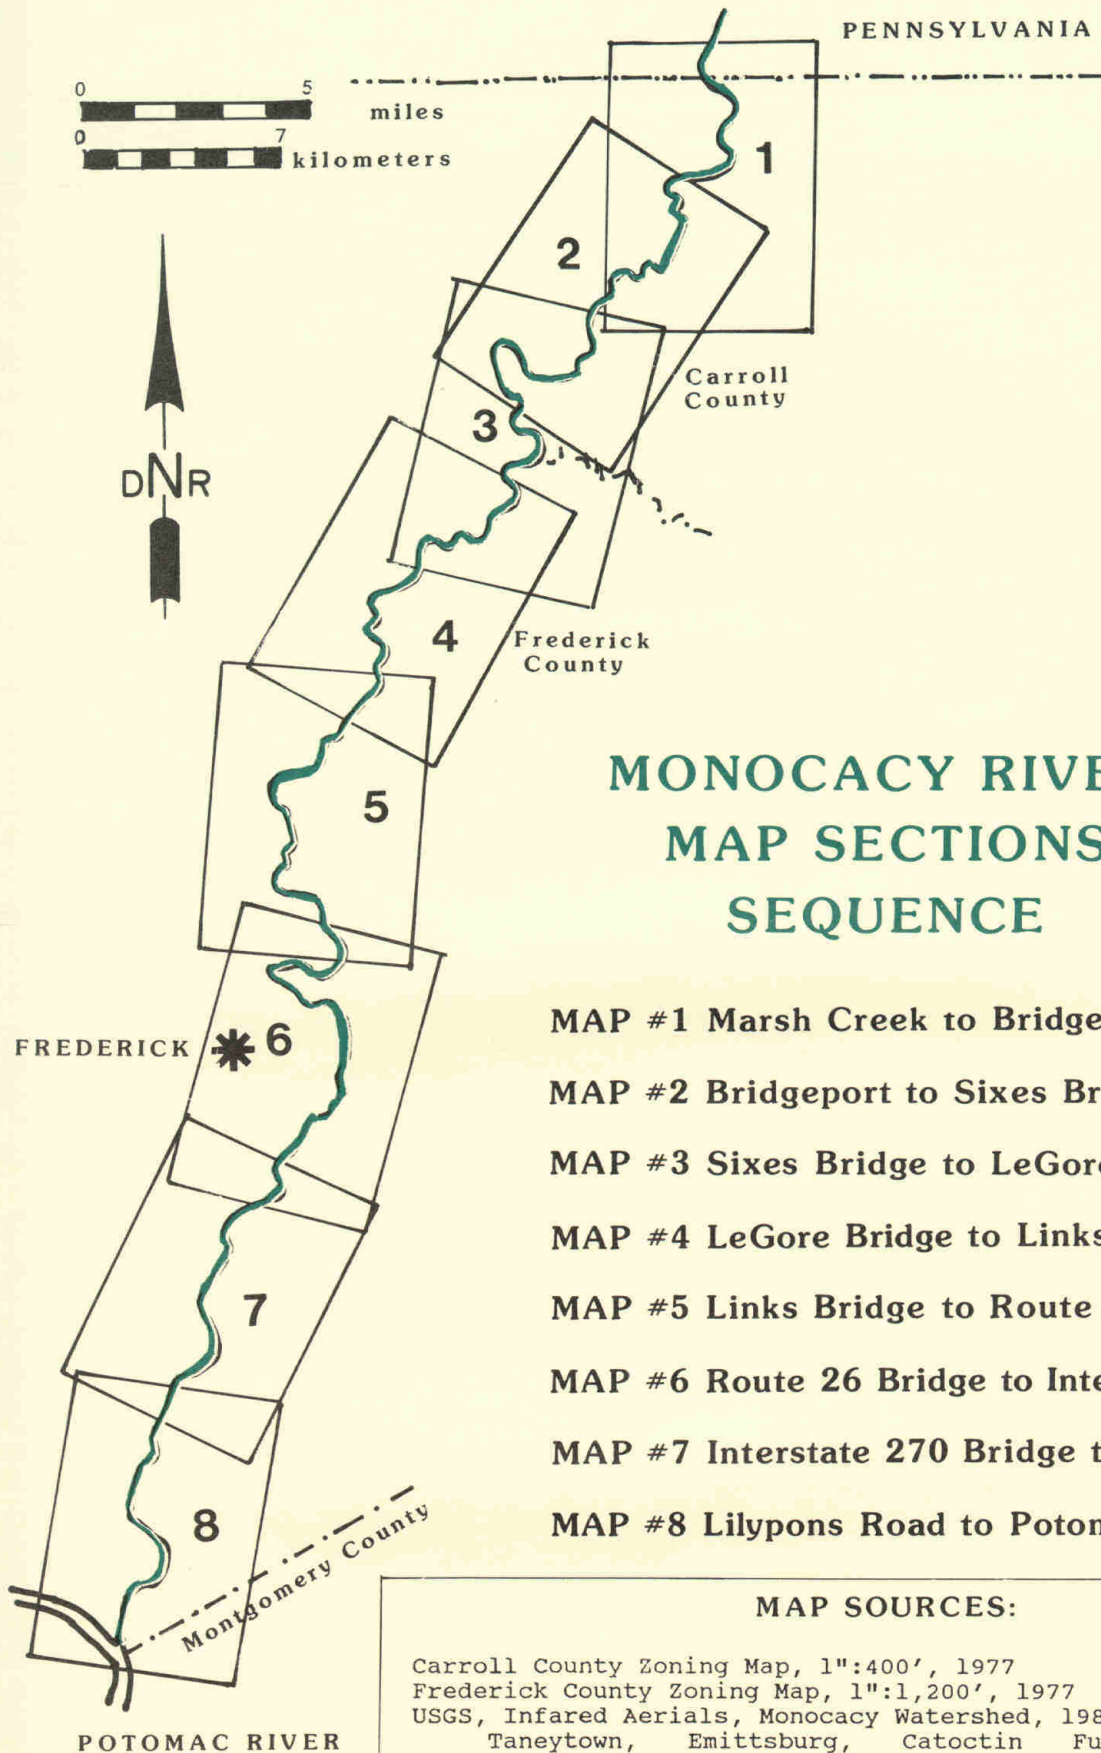 PENNSYLVANIA
0 5
miles
0 7
kilometers
1
2
Carroll
County
3
DNR
4
Frederick
County
MONOCACY RIVE
MAP SECTIONS
SEQUENCE
5
MAP #1 Marsh Creek to Bridge
FREDERICK
6
MAP #2 Bridgeport to Sixes Br
MAP #3 Sixes Bridge to LeGor
MAP #4 LeGore Bridge to Links
MAP #5 Links Bridge to Route
7
MAP #6 Route 26 Bridge to Inte
MAP #7 Interstate 270 Bridge t
MAP #8 Lilypons Road to Poton
8
Montgomery County
MAP SOURCES:
Carroll County Zoning Map, 1":400', 1977
Frederick County Zoning Map, 1":1,200', 1977
USGS, Infared Aerials, Monocacy Watershed, 198
Taneytown, Emittsburg, Catoctin Fu
POTOMAC RIVER